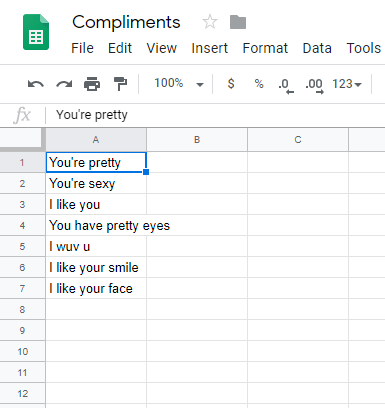 Compliments
File Edit View Insert Format Data Tools
100% $ % .0 .00 123
fx You're pretty
A B C
1 You're pretty
2 You're sexy
3 I like you
4 You have pretty eyes
5 I wuv u
6 I like your smile
7 I like your face
8
9
10
11
12